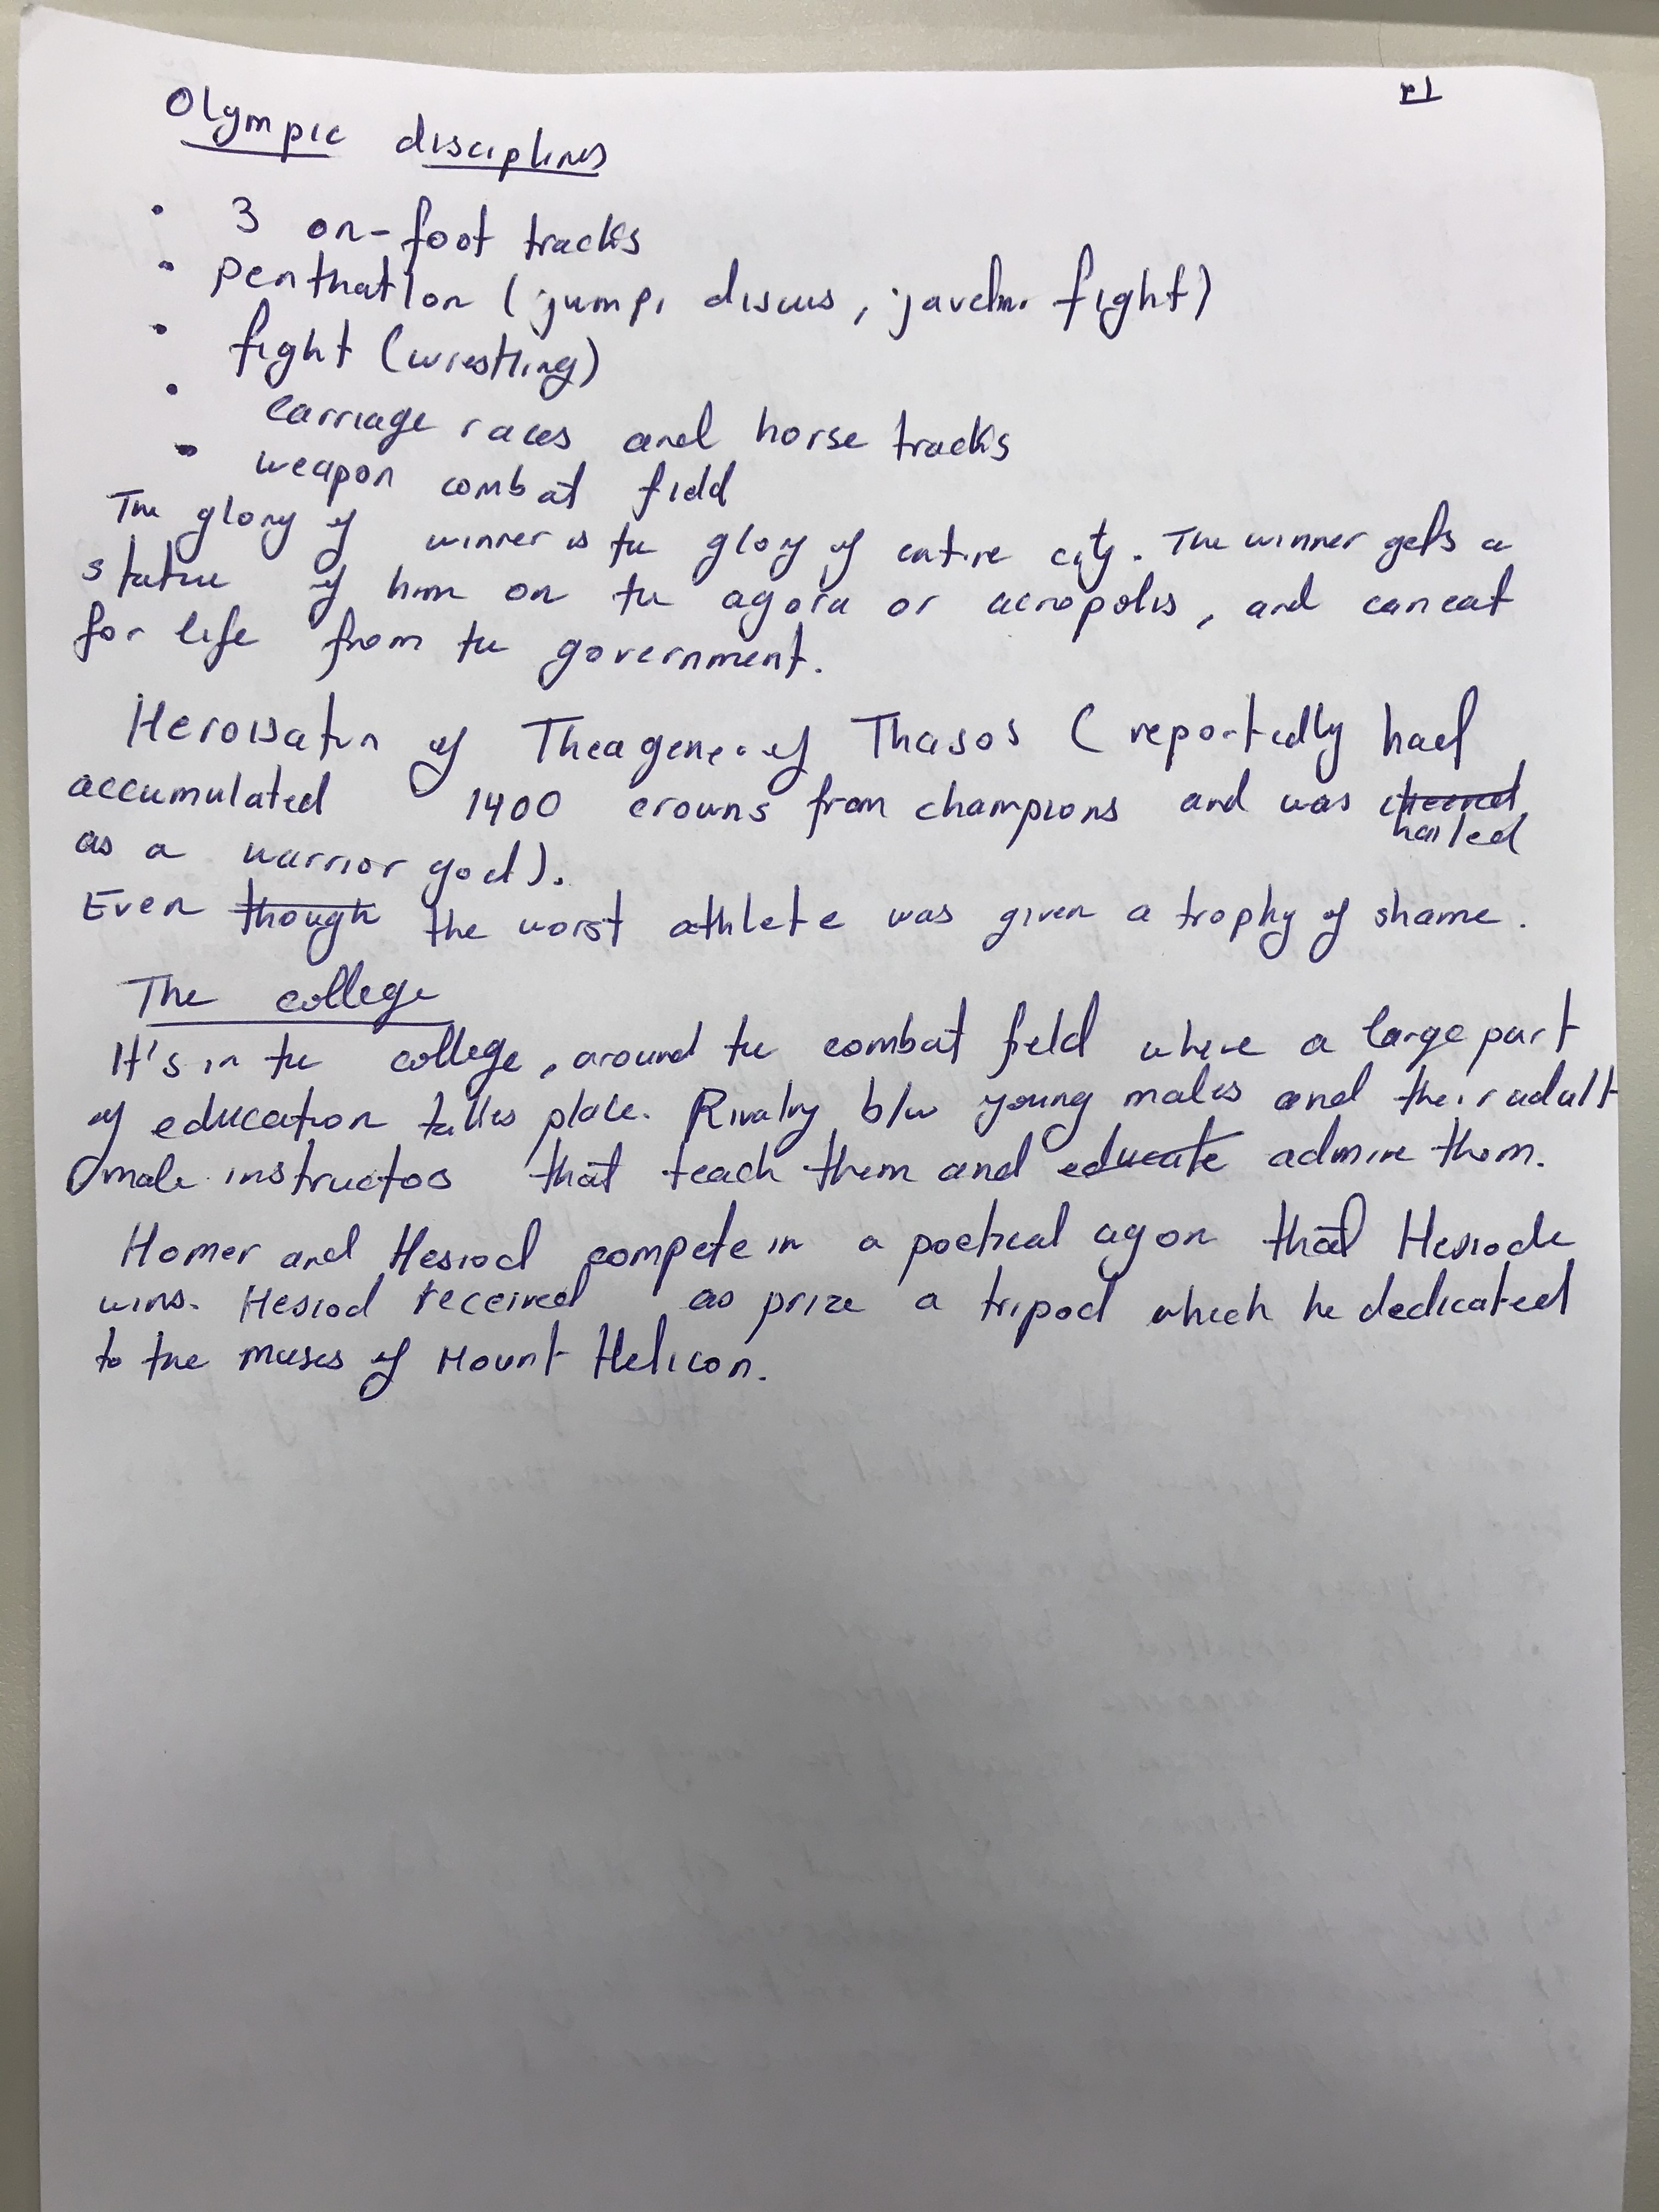 Olympic disciplines
• 3 on-foot tracks
• penthatlon (jump, discus, javelin. fight)
• fight (wrestling)
• carriage races and horse tracks
• weapon combat field
The glory of winner is the glory of entire city. The winner gets a
statue of him on the agora or acropolis, and can eat
for life from the government.
Heroisation of Theagenes of Thasos (reportedly had
accumulated 1400 crowns from champions and was
hailed
as a warrior god).
Even though the worst athlete was given a trophy of shame.
The college
It's in the college, around the combat field where a large part
of education takes place. Rivalry b/w young males and their adult
male instructos that teach them and educate admire them.
Homer and Hesiod compete in a poetical agon that Hesiode
wins. Hesiod received as prize a tripod which he dedicated
to the muses of Mount Helicon.